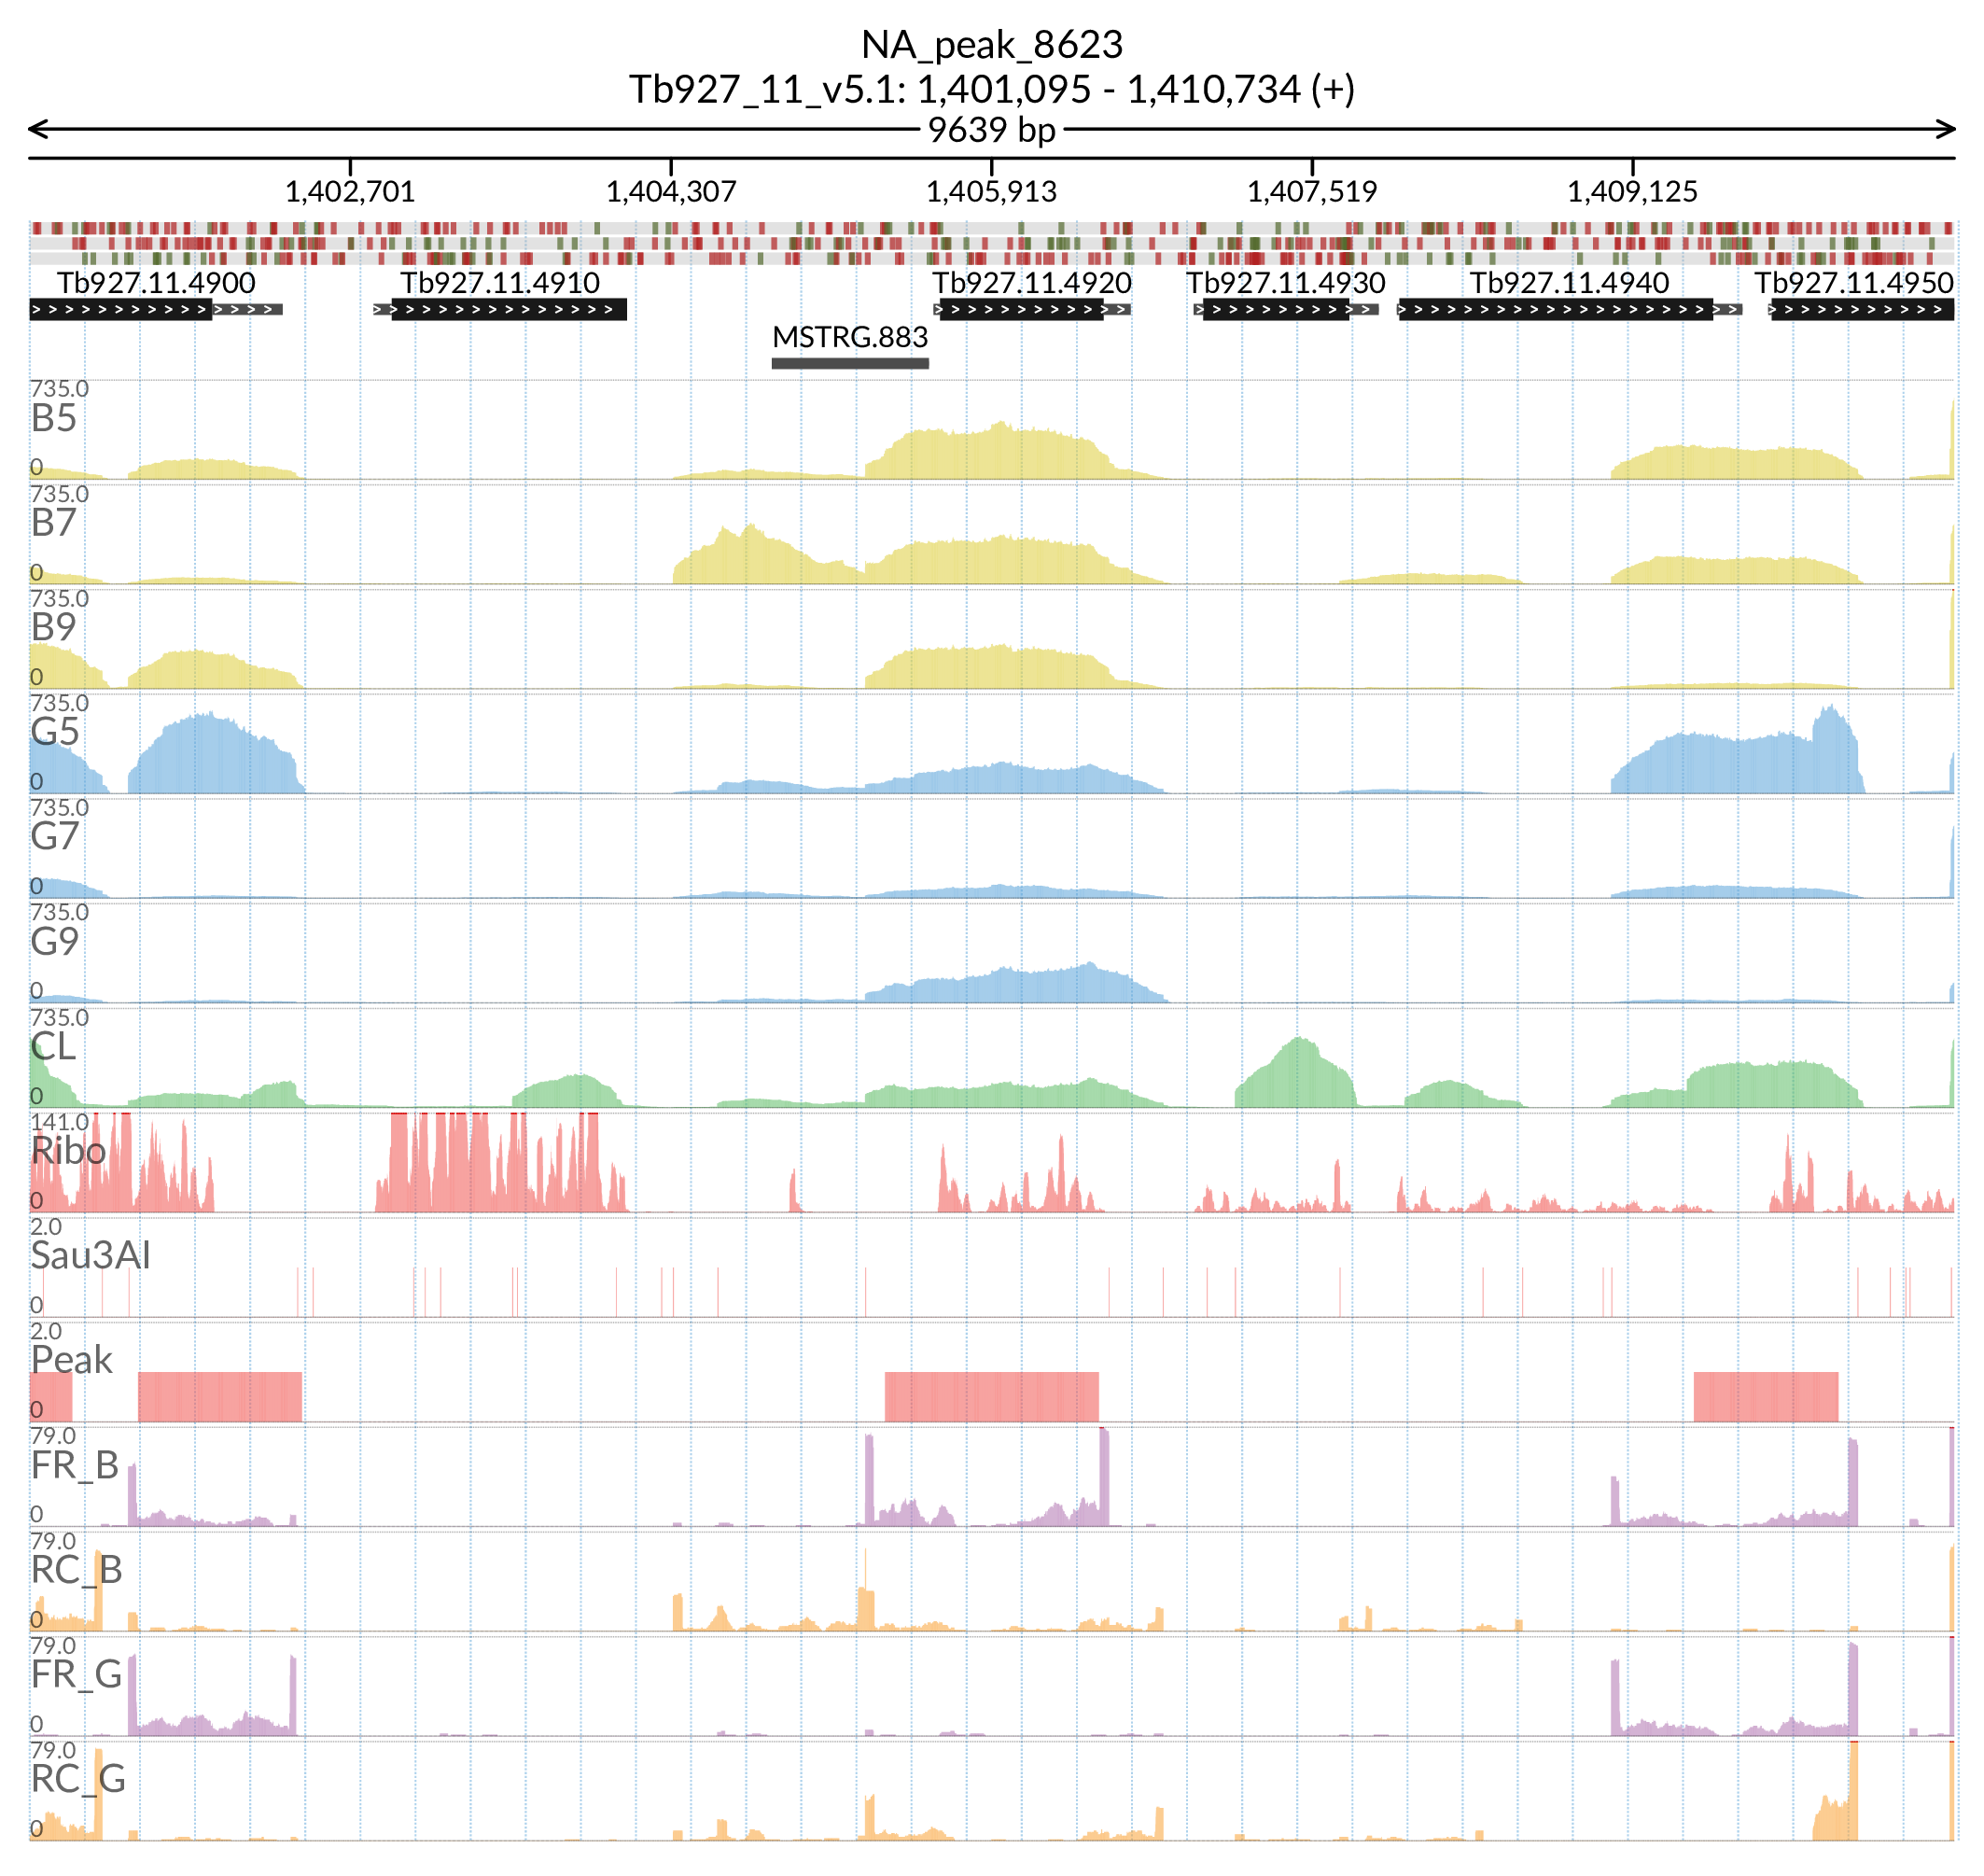 NA_peak_8623
Tb927_11_v5.1: 1,401,095 - 1,410,734 (+)
9639 bp
1,402,701 1,404,307 1,405,913 1,407,519 1,409,125
Tb927.11.4900 Tb927.11.4910 Tb927.11.4920 Tb927.11.4930 Tb927.11.4940 Tb927.11.4950
MSTRG.883
735.0
B5
0
735.0
B7
0
735.0
B9
0
735.0
G5
0
735.0
G7
0
735.0
G9
0
735.0
CL
0
141.0
Ribo
0
2.0
Sau3AI
0
2.0
Peak
0
79.0
FR_B
0
79.0
RC_B
0
79.0
FR_G
0
79.0
RC_G
0